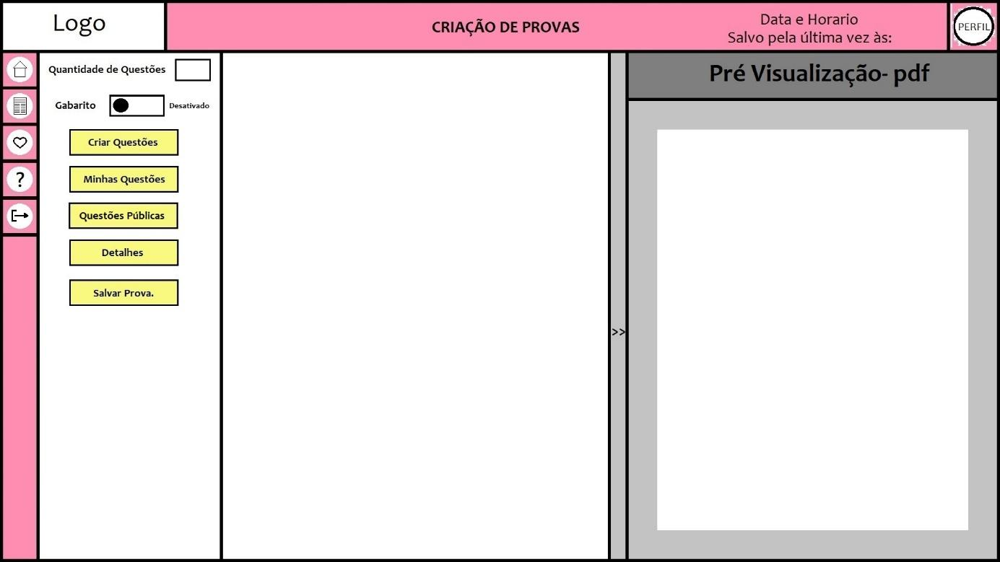 Logo
CRIAÇÃO DE PROVAS
Data e Horario
Salvo pela última vez às:
PERFIL
Quantidade de Questões
Gabarito
Desativado
Criar Questões
Minhas Questões
Questões Públicas
Detalhes
Salvar Prova.
?
>>
Pré Visualização- pdf